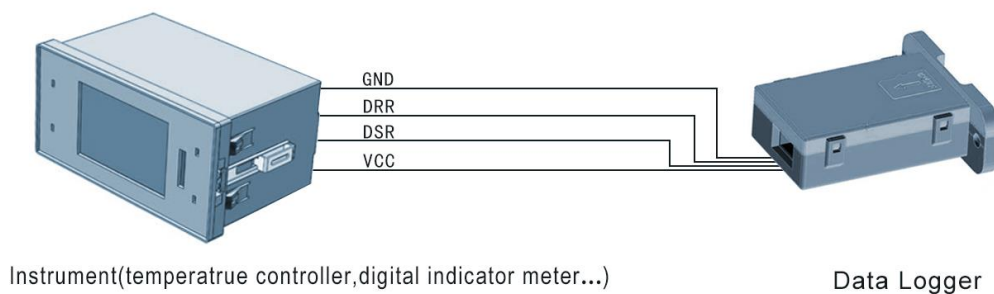 GND
DRR
DSR
VCC
Instrument(temperatrue controller,digital indicator meter...)
Data Logger